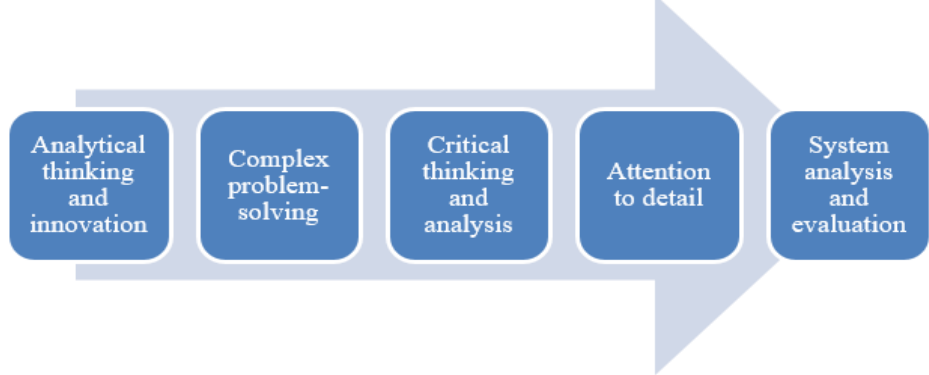 Analytical
thinking
and
innovation
Complex
problem-
solving
Critical
thinking
and
analysis
Attention
to detail
System
analysis
and
evaluation